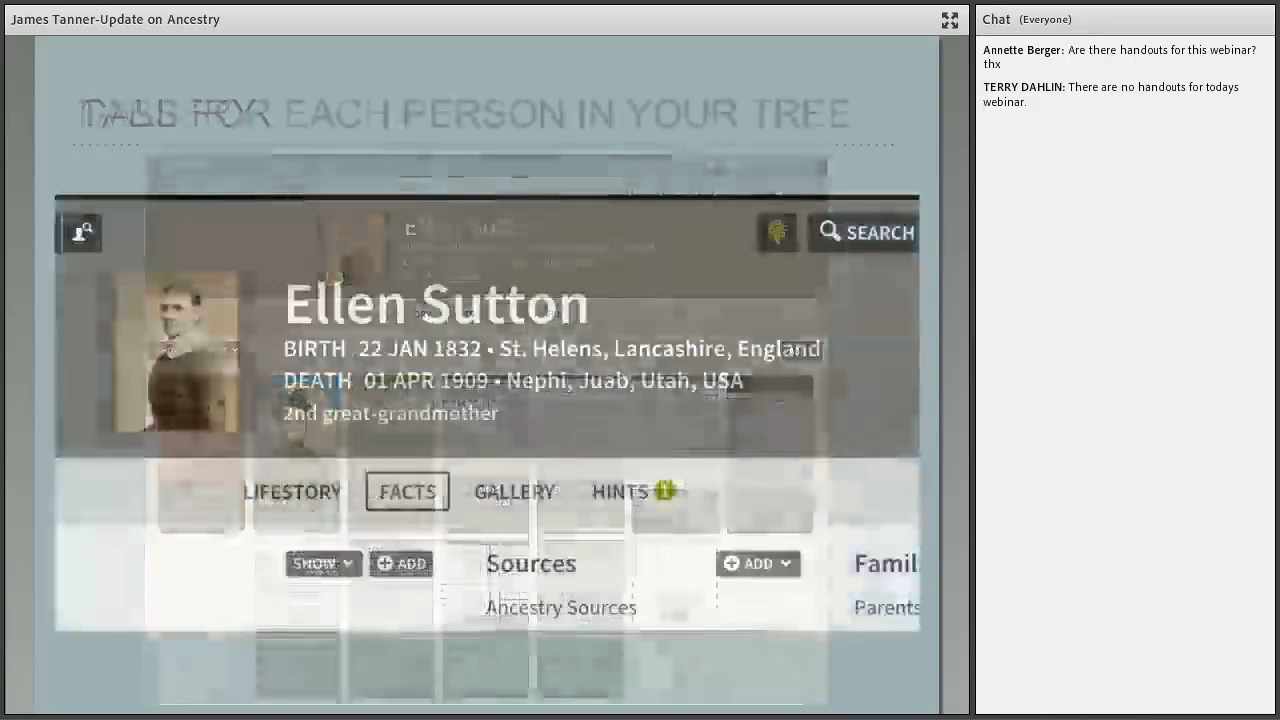 James Tanner-Update on Ancestry
EACH PERSON IN YOUR TREE
SEARCH
Ellen Sutton
BIRTH 22 JAN 1832 • St. Helens, Lancashire, England
DEATH 01 APR 1909 • Nephi, Juab, Utah, USA
2nd great-grandmother
LIFESTORY FACTS GALLERY HINTS
SHOW ADD Sources ADD Famil
Ancestry Sources Parents
Chat (Everyone)
Annette Berger: Are there handouts for this webinar?
thx
TERRY DAHLIN: There are no handouts for todays
webinar.